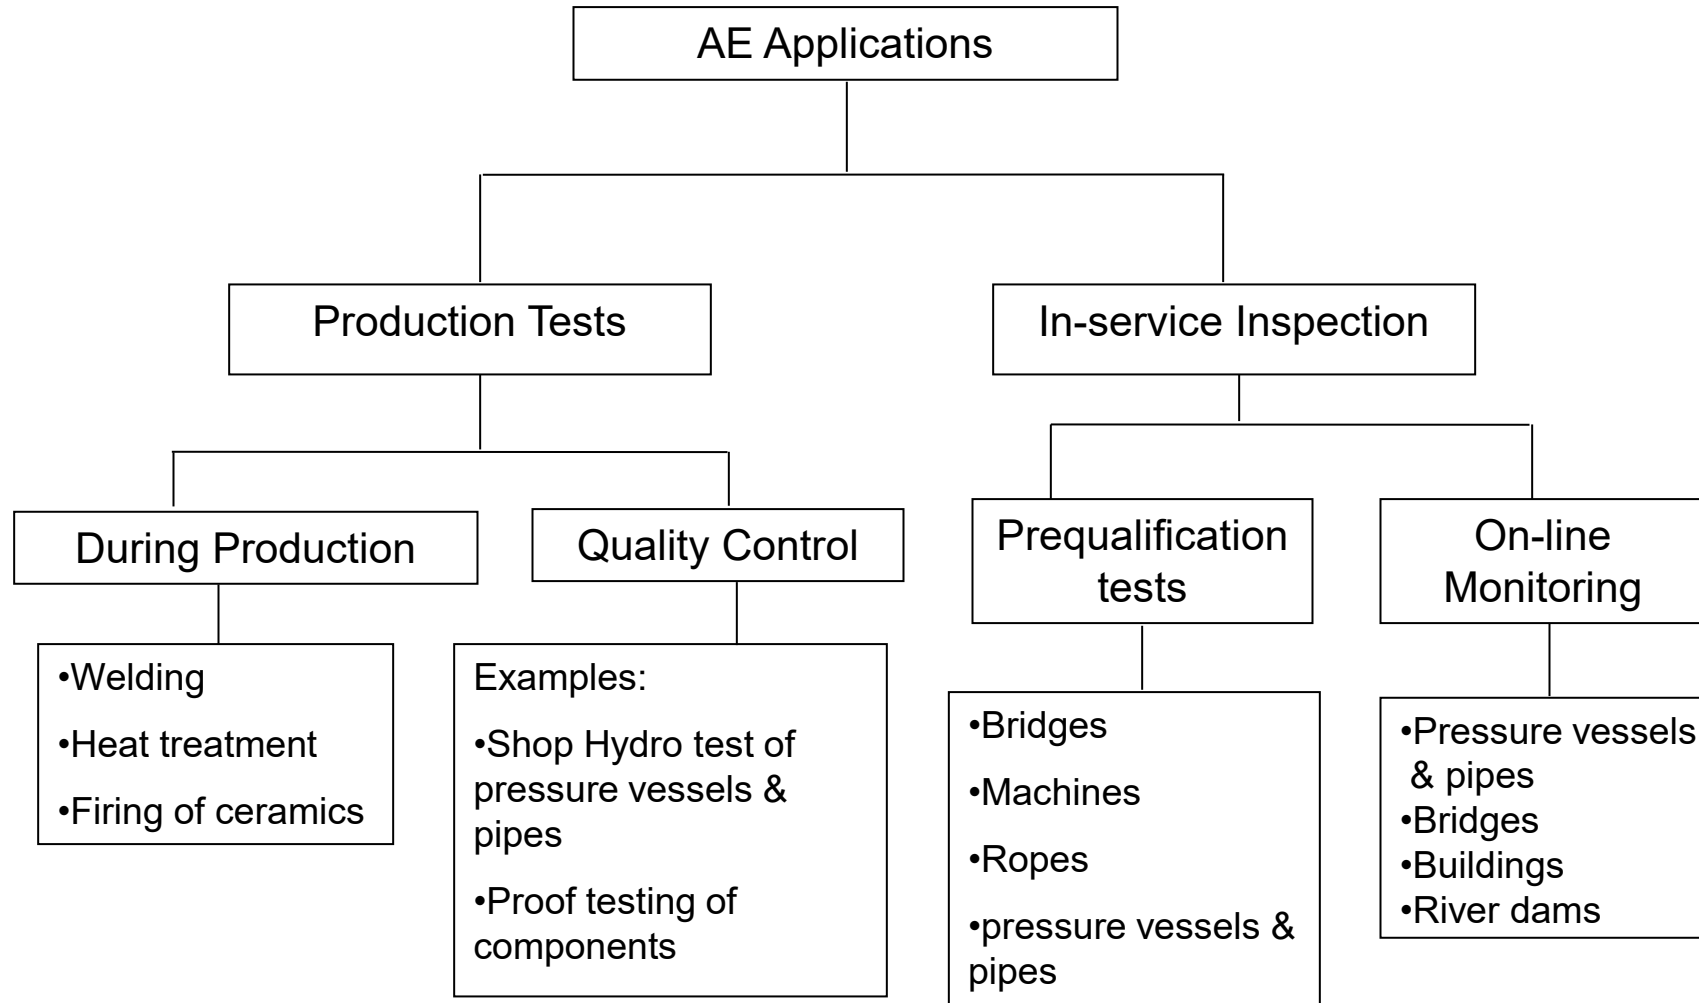 AE Applications
Production Tests
In-service Inspection
During Production
Quality Control
Prequalification
tests
On-line
Monitoring
•Welding
•Heat treatment
•Firing of ceramics
Examples:
•Shop Hydro test of
pressure vessels &
pipes
•Proof testing of
components
•Bridges
•Machines
•Ropes
•pressure vessels &
pipes
•Pressure vessels
& pipes
•Bridges
•Buildings
•River dams